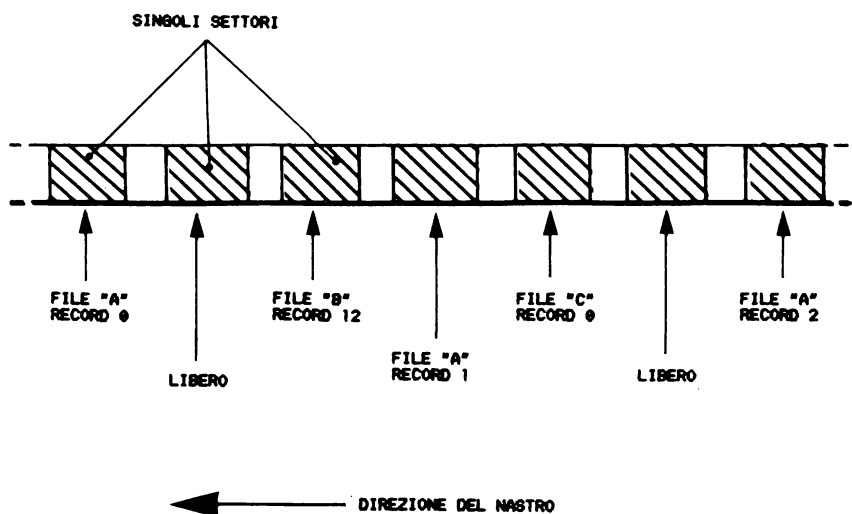 SINGOLI SETTORI
FILE "A"
RECORD 0
FILE "B"
RECORD 12
FILE "C"
RECORD 0
FILE "A"
RECORD 2
FILE "A"
RECORD 1
LIBERO
LIBERO
DIREZIONE DEL NASTRO